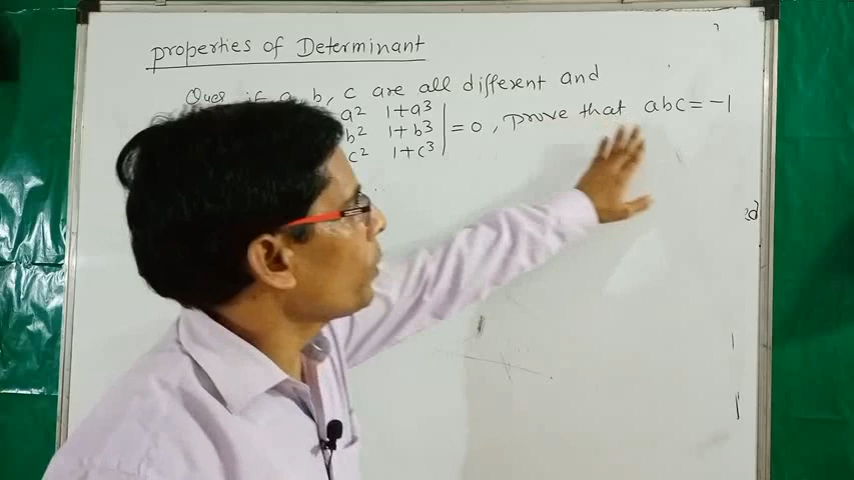 properties of Determinant
Ques if a, b, c are all different and
a² 1+a³
b² 1+b³ = 0, prove that abc = -1
c² 1+c³